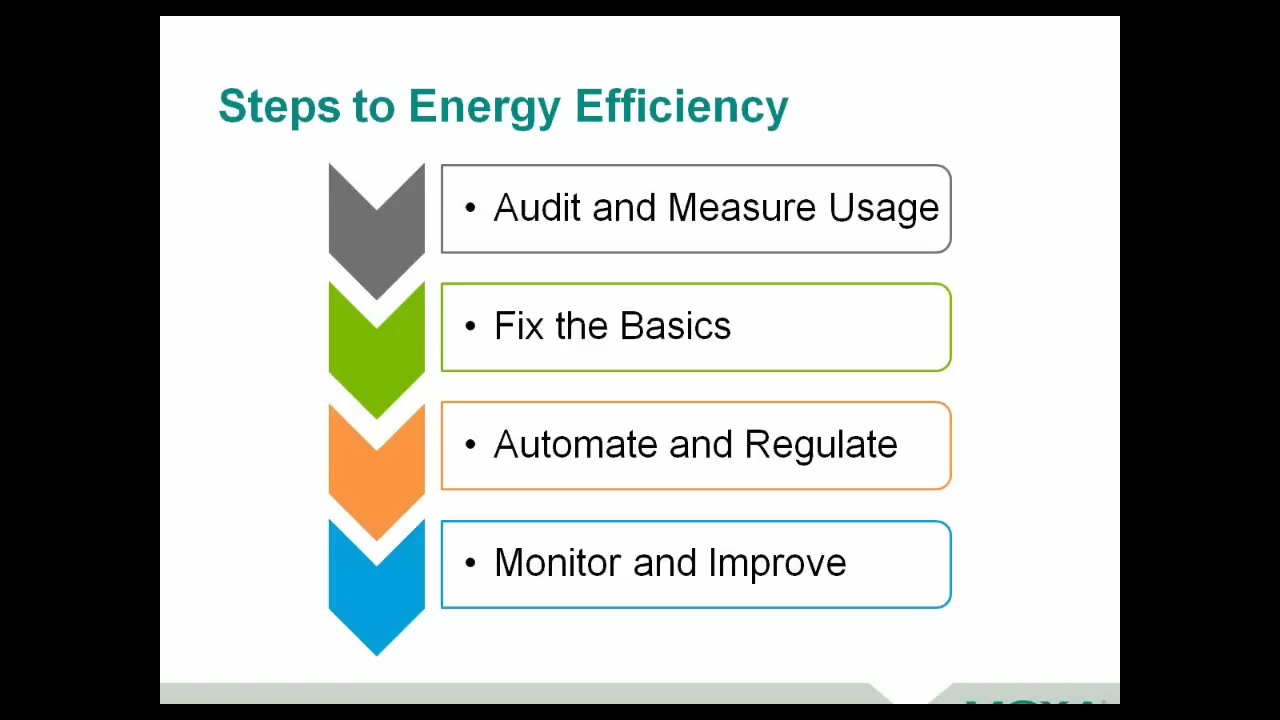 Steps to Energy Efficiency
• Audit and Measure Usage
• Fix the Basics
• Automate and Regulate
• Monitor and Improve